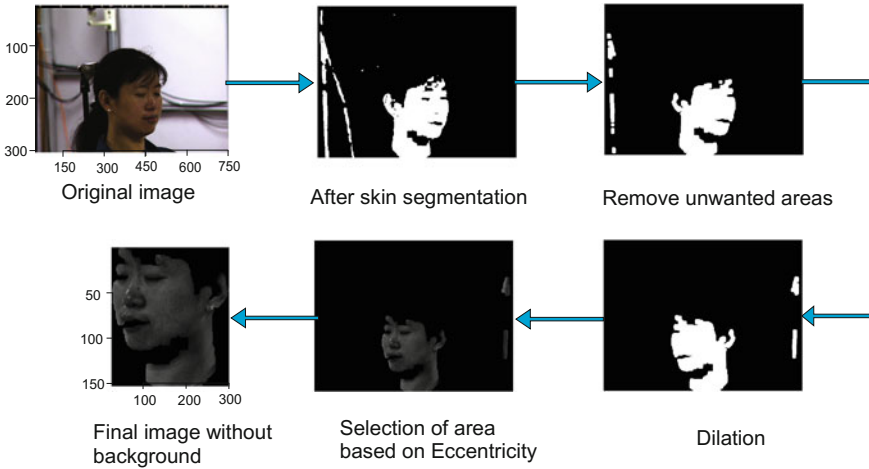 100
200
300
150 300 450 600 750
Original image
After skin segmentation
Remove unwanted areas
50
100
150
100 200 300
Final image without
background
Selection of area
based on Eccentricity
Dilation